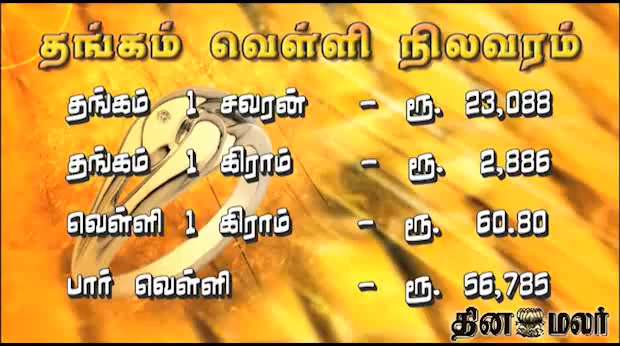 தங்கம் வெள்ளி நிலவரம்
தங்கம் 1 சவரன் - ரூ. 23,088
தங்கம் 1 கிராம் - ரூ. 2,886
வெள்ளி 1 கிராம் - ரூ. 60.80
பார் வெள்ளி - ரூ. 56,785
தினமலர்